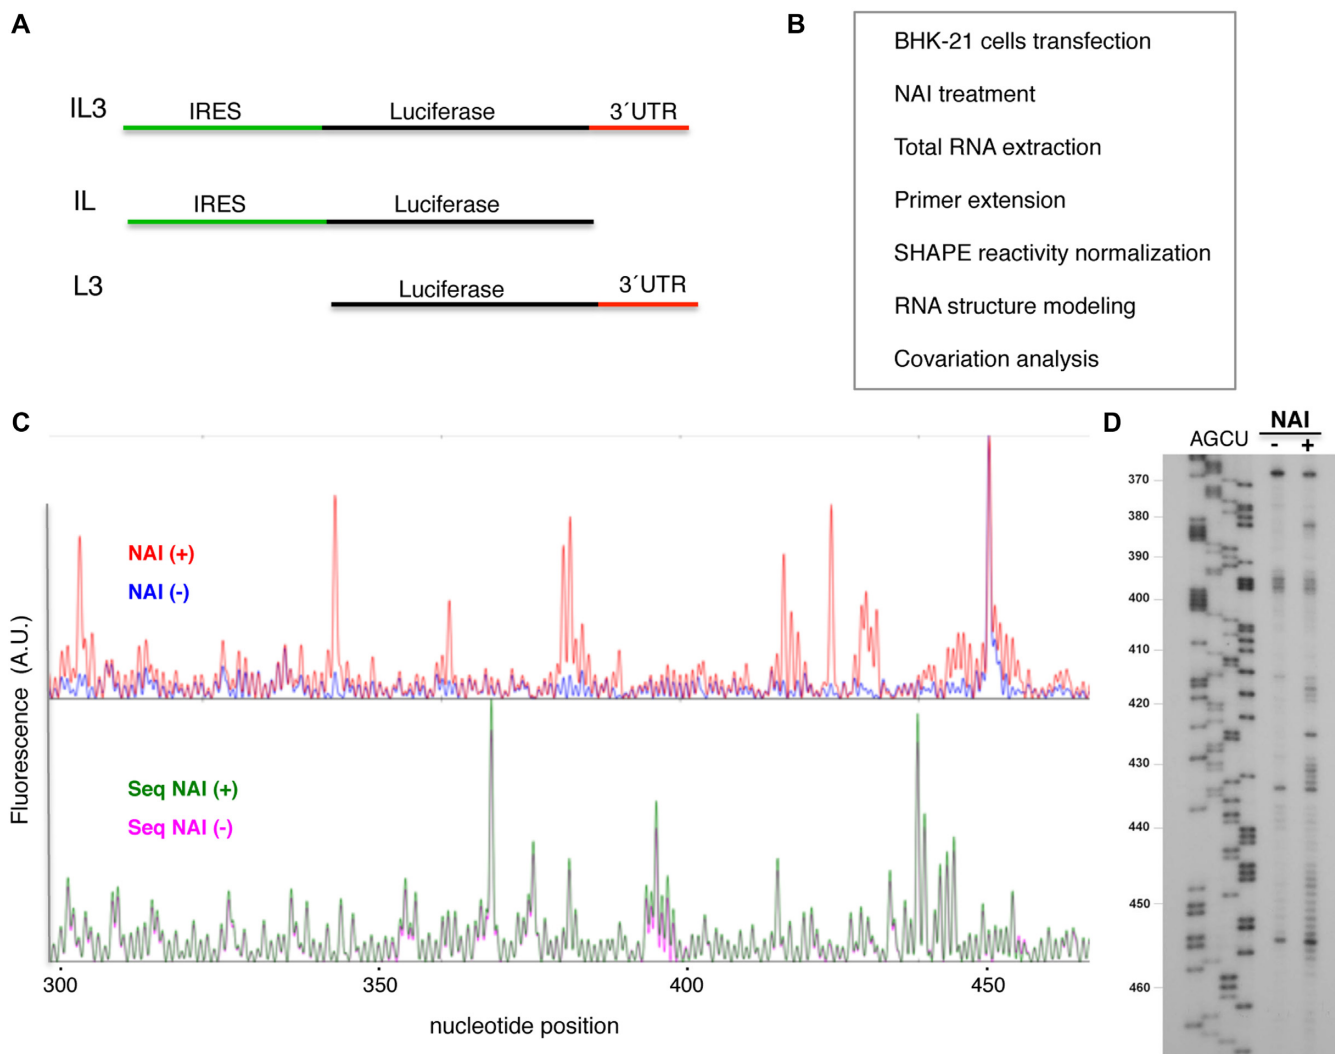 A
IL3
IRES
Luciferase
3´UTR
IL
IRES
Luciferase
L3
Luciferase
3´UTR
B
BHK-21 cells transfection
NAI treatment
Total RNA extraction
Primer extension
SHAPE reactivity normalization
RNA structure modeling
Covariation analysis
C
NAI (+)
NAI (-)
Seq NAI (+)
Seq NAI (-)
Fluorescence (A.U.)
300
350
400
450
nucleotide position
D
NAI
AGCU
- +
370
380
390
400
410
420
430
440
450
460